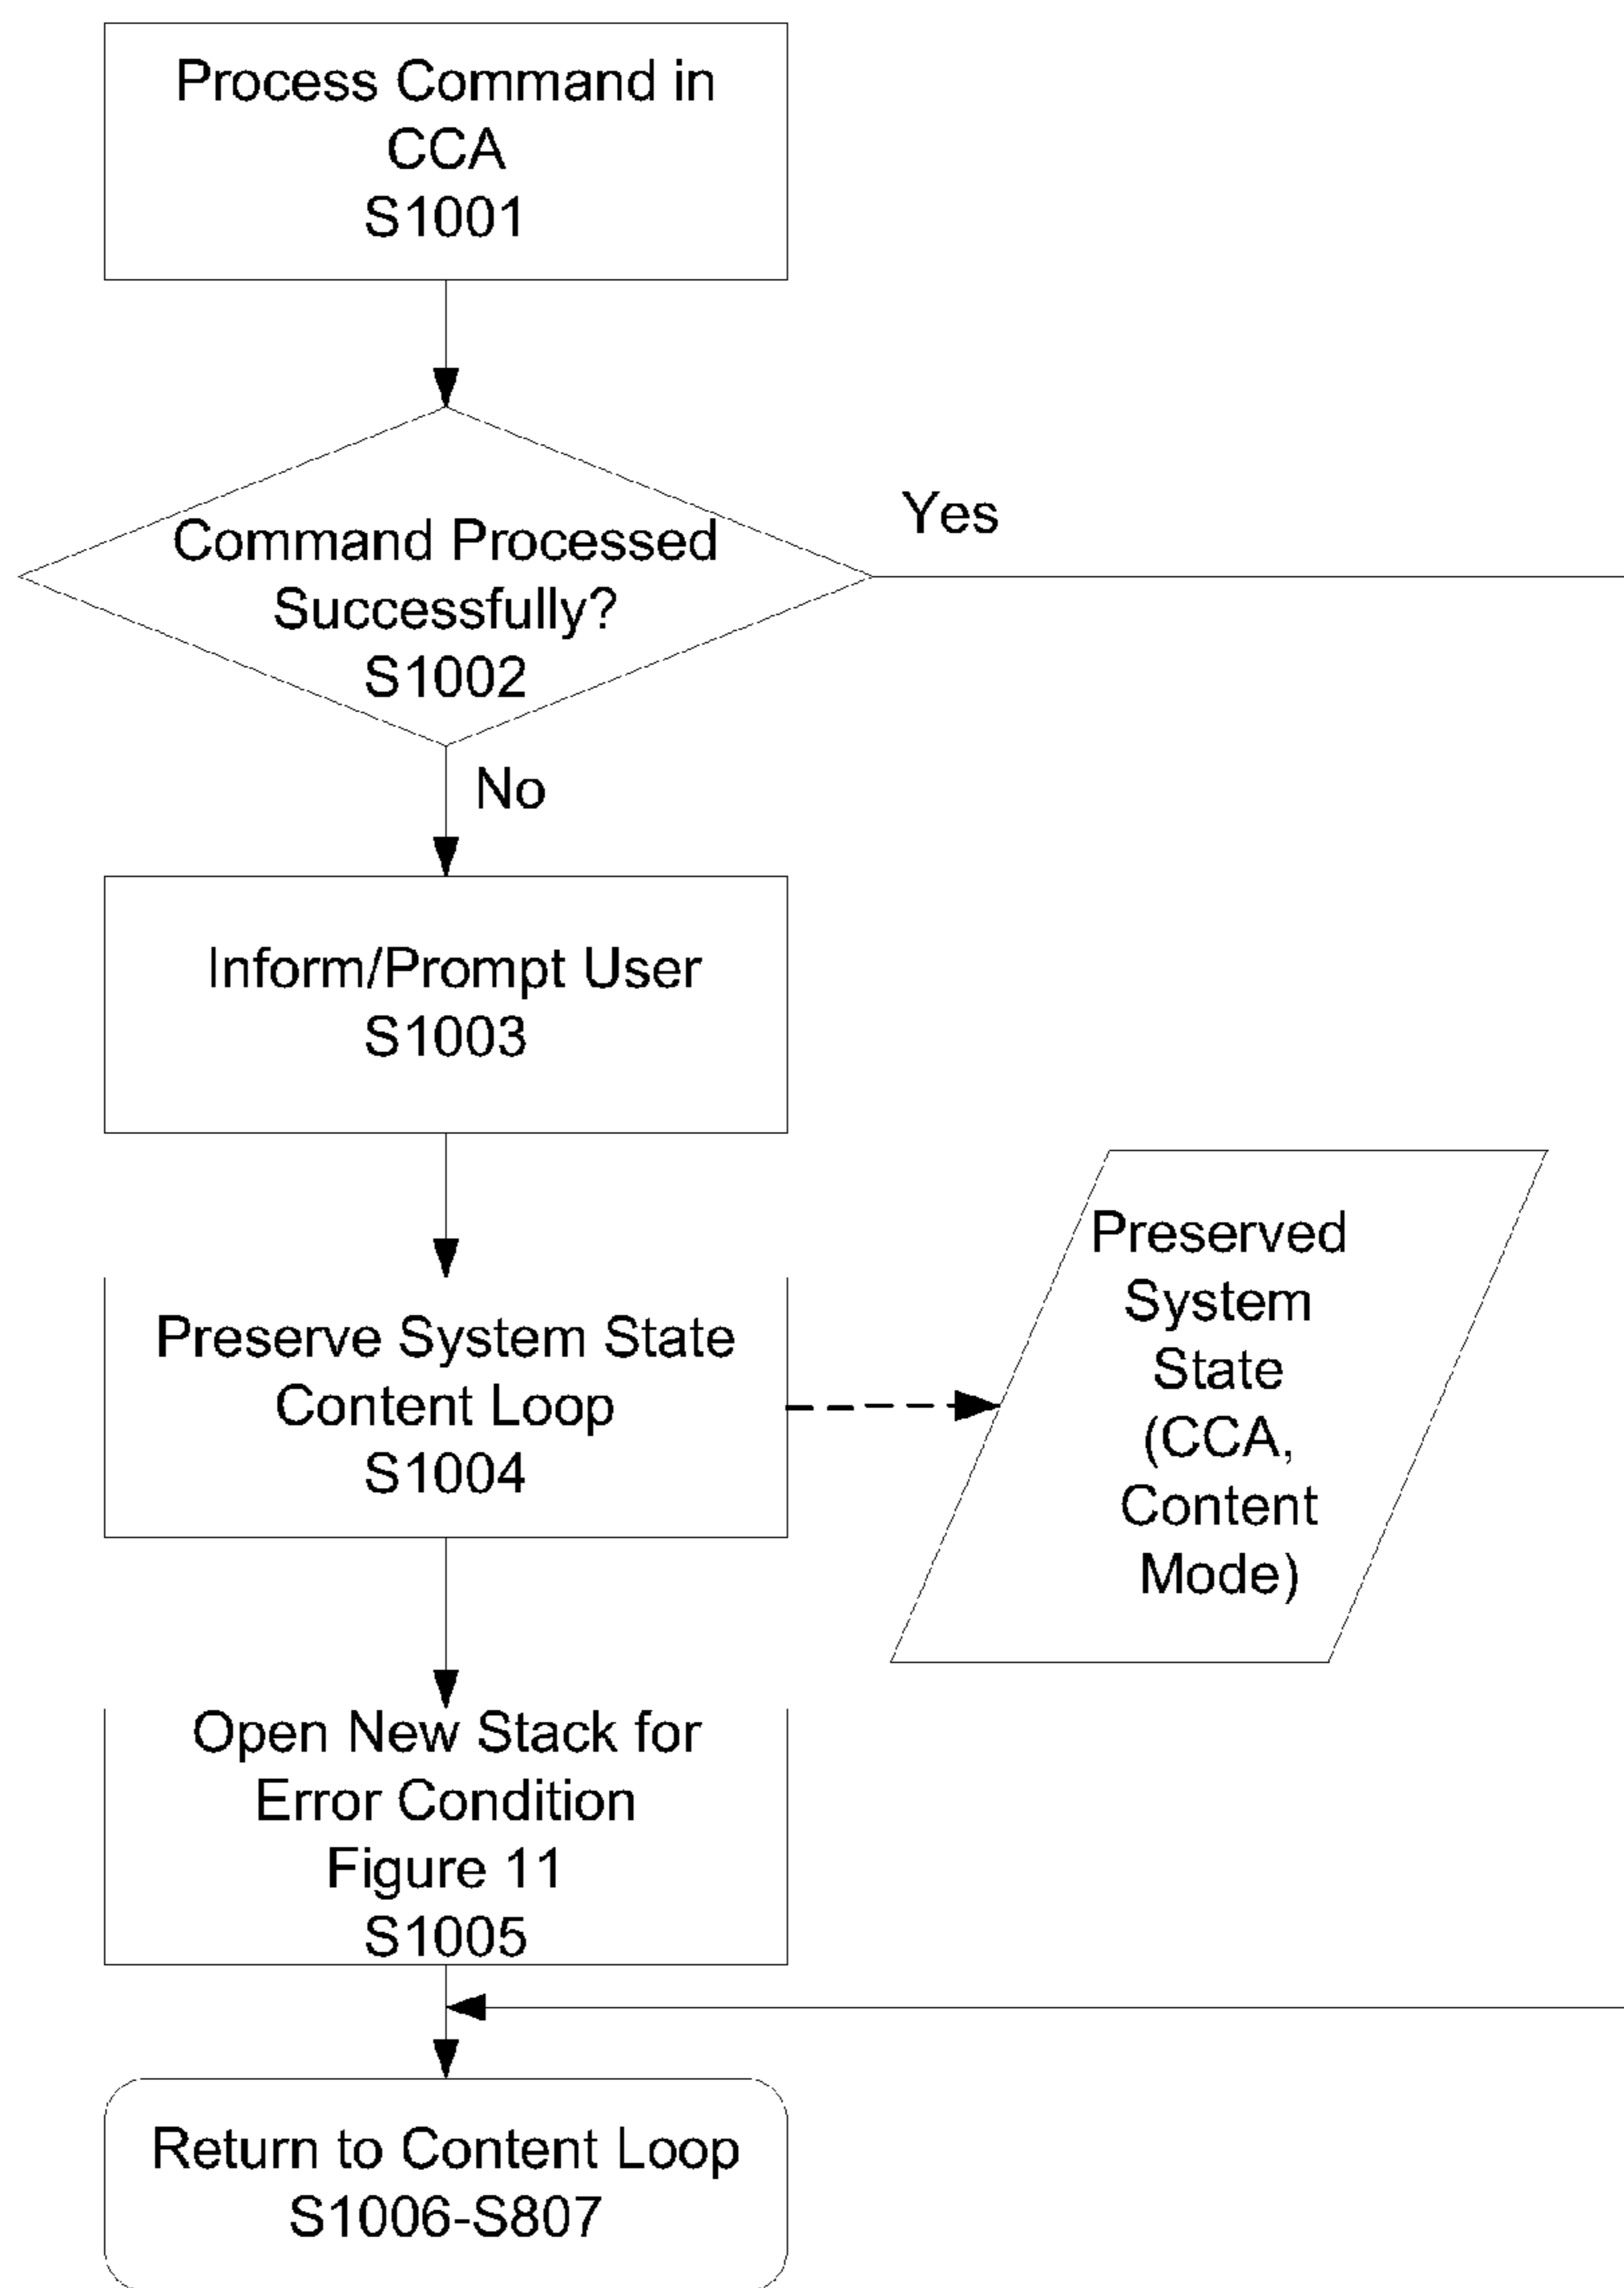 Process Command in
CCA
S1001
Command Processed
Successfully?
S1002
Yes
No
Inform/Prompt User
S1003
Preserve System State
Content Loop
S1004
Preserved
System
State
(CCA,
Content
Mode)
Open New Stack for
Error Condition
Figure 11
S1005
Return to Content Loop
S1006-S807